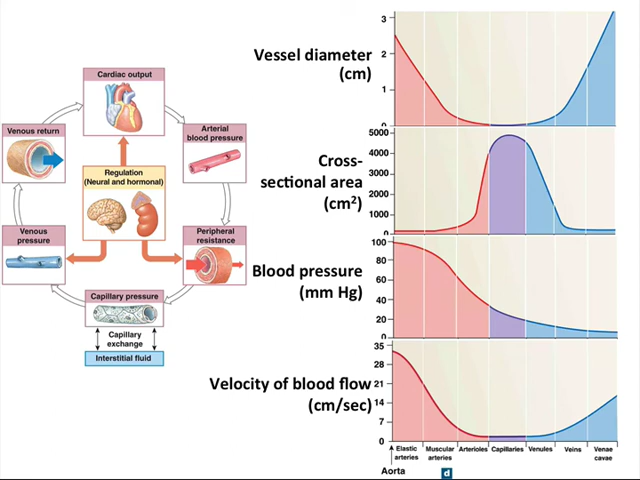 Cardiac output
Venous return
Arterial
blood pressure
Regulation
(Neural and hormonal)
Venous
pressure
Peripheral
resistance
Capillary pressure
Capillary
exchange
Interstitial fluid
Vessel diameter
(cm)
3
2
1
0
Cross-
sectional area
(cm²)
5000
4000
3000
2000
1000
0
Blood pressure
(mm Hg)
100
80
60
40
20
0
Velocity of blood flow
(cm/sec)
35
28
21
14
7
0
Elastic
arteries
Muscular
arteries
Arterioles
Capillaries
Venules
Veins
Venae
cavae
Aorta
d